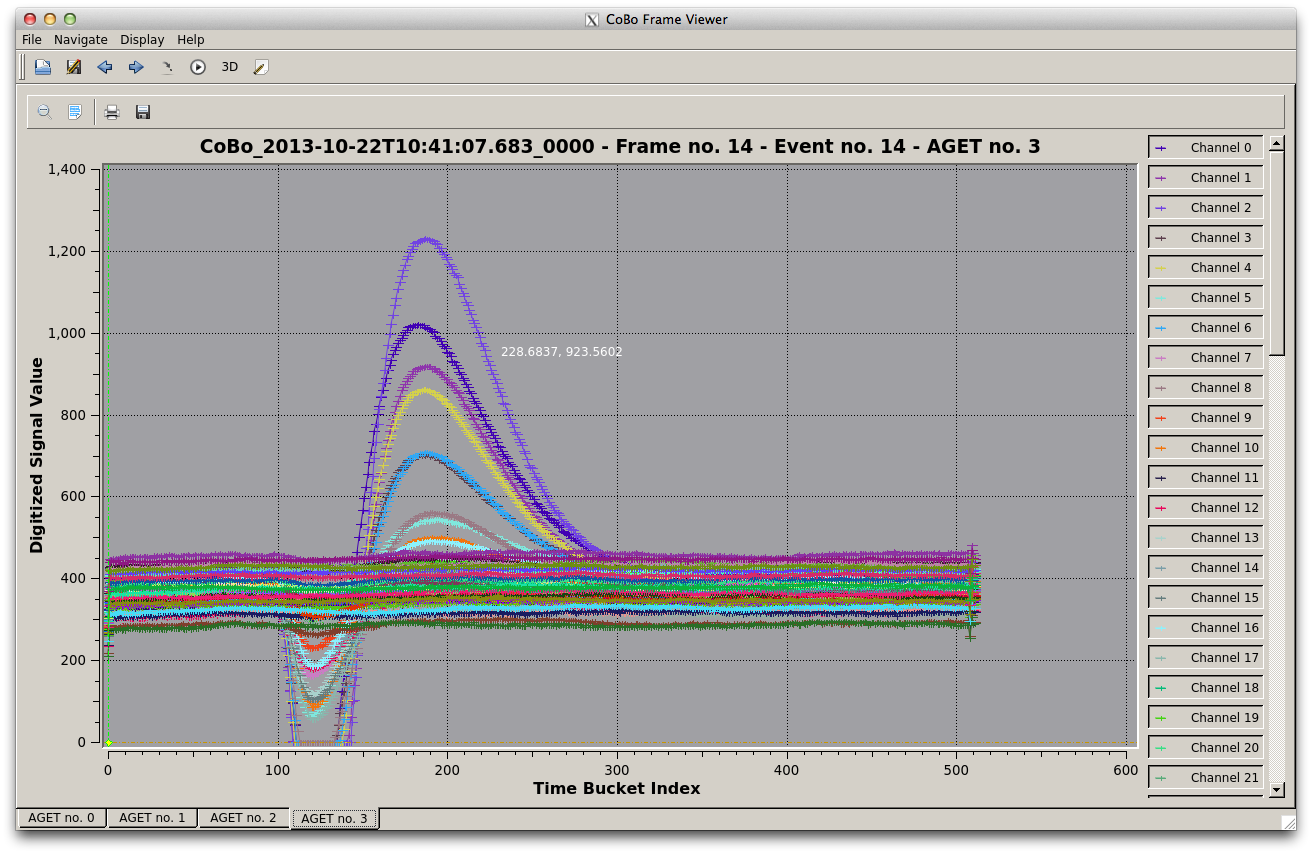 CoBo Frame Viewer
File Navigate Display Help
3D
CoBo_2013-10-22T10:41:07.683_0000 - Frame no. 14 - Event no. 14 - AGET no. 3
1,400
1,200
1,000
800
600
400
200
0
Digitized Signal Value
228.6837, 923.5602
0 100 200 300 400 500 600
Time Bucket Index
Channel 0
Channel 1
Channel 2
Channel 3
Channel 4
Channel 5
Channel 6
Channel 7
Channel 8
Channel 9
Channel 10
Channel 11
Channel 12
Channel 13
Channel 14
Channel 15
Channel 16
Channel 17
Channel 18
Channel 19
Channel 20
Channel 21
AGET no. 0 AGET no. 1 AGET no. 2 AGET no. 3